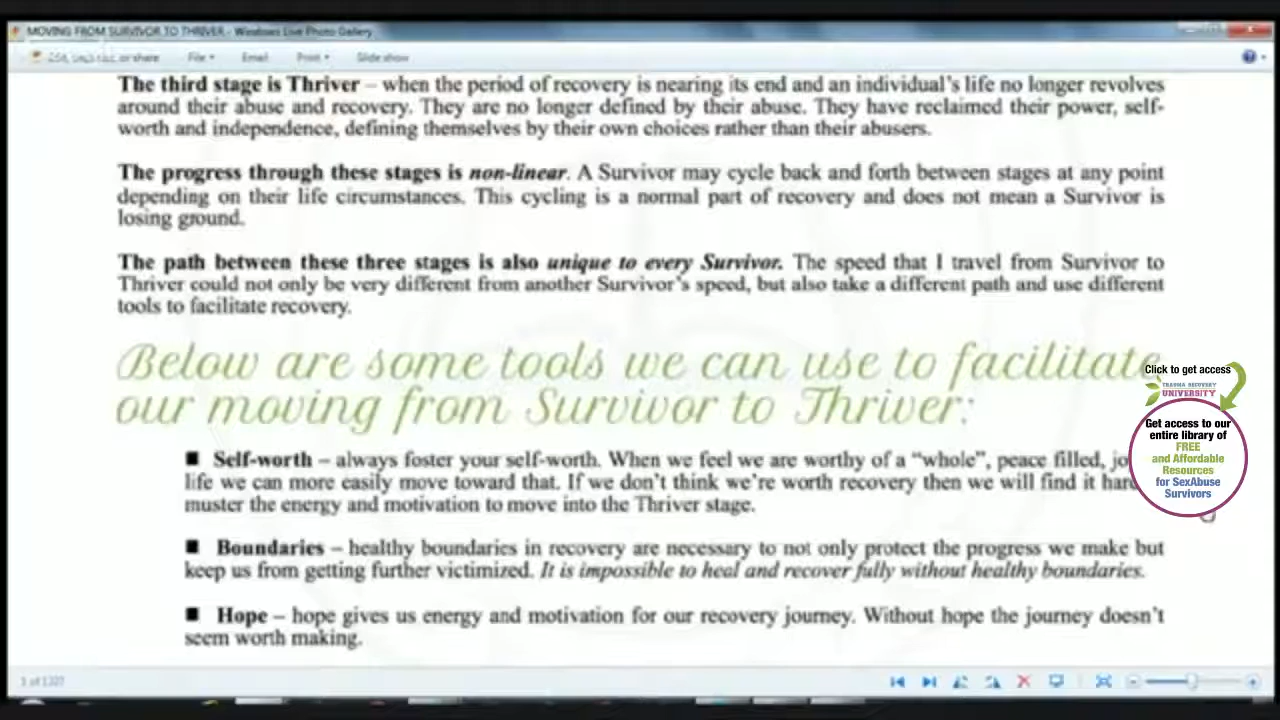 MOVING FROM SURVIVOR TO THRIVER - Windows Live Photo Gallery
or share File Email Print Slide show
The third stage is Thriver – when the period of recovery is nearing its end and an individual's life no longer revolves
around their abuse and recovery. They are no longer defined by their abuse. They have reclaimed their power, self-
worth and independence, defining themselves by their own choices rather than their abusers.
The progress through these stages is non-linear. A Survivor may cycle back and forth between stages at any point
depending on their life circumstances. This cycling is a normal part of recovery and does not mean a Survivor is
losing ground.
The path between these three stages is also unique to every Survivor. The speed that I travel from Survivor to
Thriver could not only be very different from another Survivor's speed, but also take a different path and use different
tools to facilitate recovery.
Below are some tools we can use to facilitate
our moving from Survivor to Thriver:
■ Self-worth – always foster your self-worth. When we feel we are worthy of a "whole", peace filled, jo
life we can more easily move toward that. If we don't think we're worth recovery then we will find it har
muster the energy and motivation to move into the Thriver stage.
■ Boundaries – healthy boundaries in recovery are necessary to not only protect the progress we make but
keep us from getting further victimized. It is impossible to heal and recover fully without healthy boundaries.
■ Hope – hope gives us energy and motivation for our recovery journey. Without hope the journey doesn't
seem worth making.
Click to get access
TRAUMA RECOVERY
UNIVERSITY
Get access to our
entire library of
FREE
and Affordable
Resources
for SexAbuse
Survivors